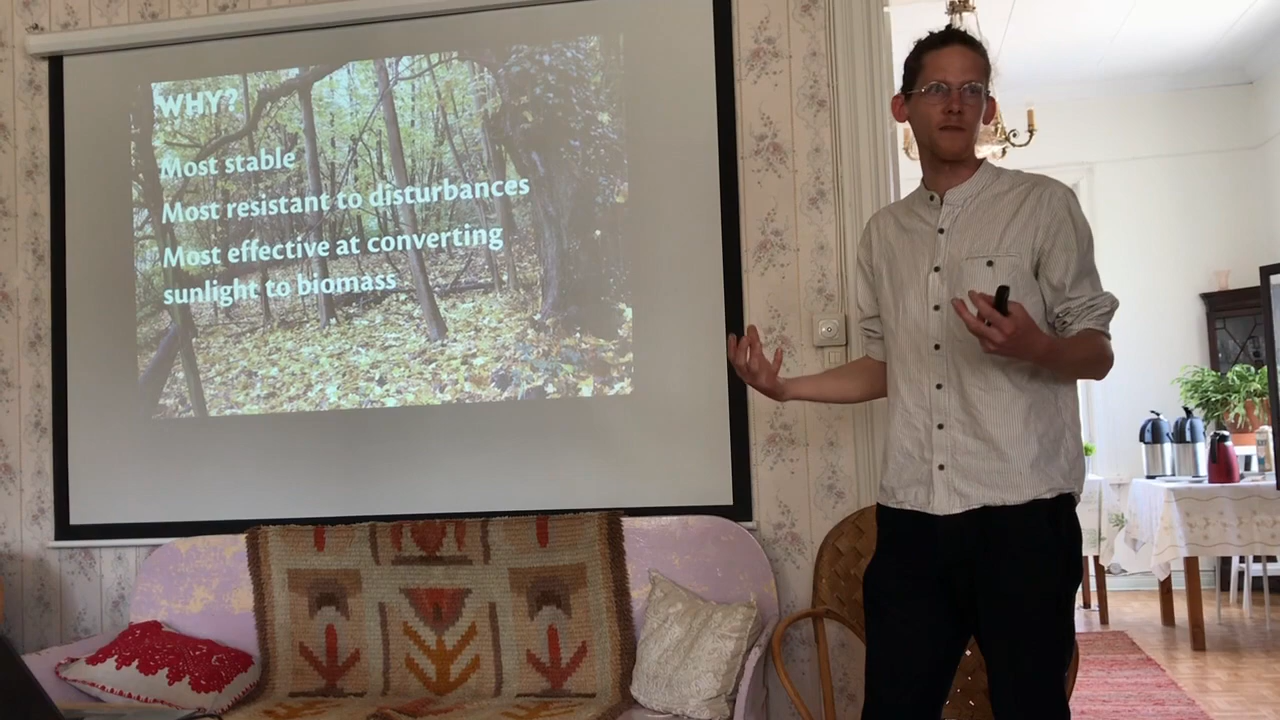 WHY?
Most stable
Most resistant to disturbances
Most effective at converting
sunlight to biomass